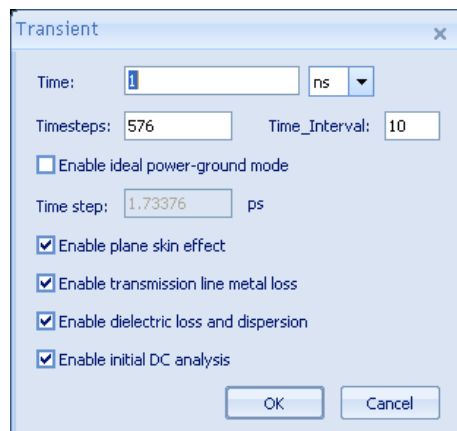 Transient
Time: 1 ns
Timesteps: 576 Time_Interval: 10
Enable ideal power-ground mode
Time step: 1.73376 ps
Enable plane skin effect
Enable transmission line metal loss
Enable dielectric loss and dispersion
Enable initial DC analysis
OK Cancel